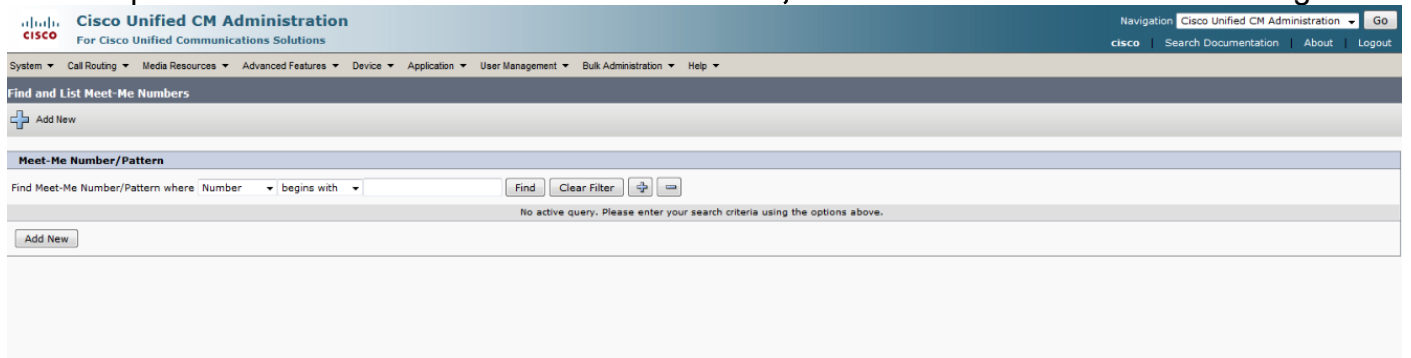 Cisco Unified CM Administration
For Cisco Unified Communications Solutions
CISCO
Navigation Cisco Unified CM Administration Go
cisco | Search Documentation | About | Logout
System Call Routing Media Resources Advanced Features Device Application User Management Bulk Administration Help
Find and List Meet-Me Numbers
Add New
Meet-Me Number/Pattern
Find Meet-Me Number/Pattern where Number begins with Find Clear Filter
No active query. Please enter your search criteria using the options above.
Add New